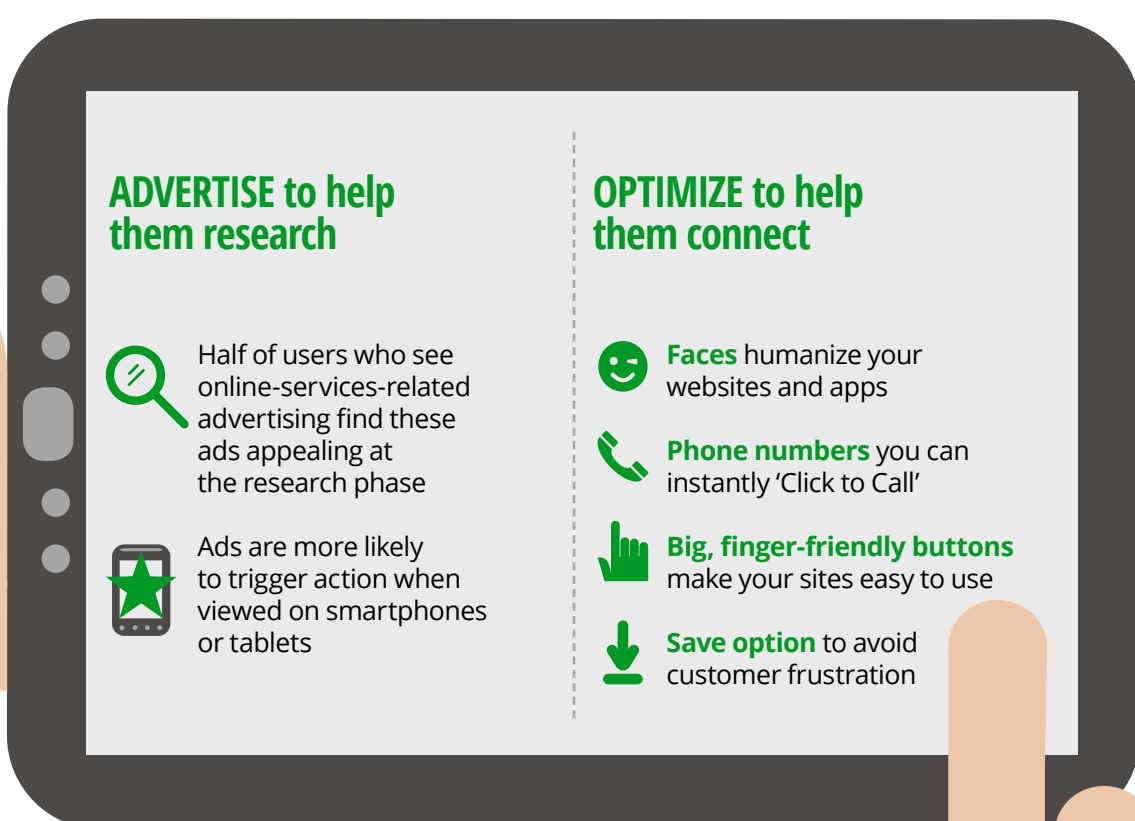 ADVERTISE to help
them research
Half of users who see
online-services-related
advertising find these
ads appealing at
the research phase
Ads are more likely
to trigger action when
viewed on smartphones
or tablets
OPTIMIZE to help
them connect
Faces humanize your
websites and apps
Phone numbers you can
instantly ‘Click to Call’
Big, finger-friendly buttons
make your sites easy to use
Save option to avoid
customer frustration